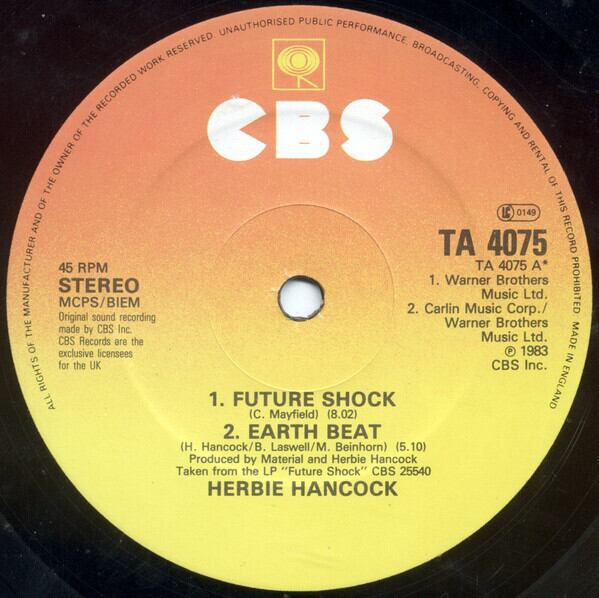 ALL RIGHTS OF THE MANUFACTURER AND OF THE OWNER OF THE RECORDED WORK RESERVED. UNAUTHORISED PUBLIC PERFORMANCE, BROADCASTING, COPYING AND RENTAL OF THIS RECORD PROHIBITED. MADE IN ENGLAND
CBS
LC 0149
45 RPM
STEREO
MCPS/BIEM
Original sound recording
made by CBS Inc.
CBS Records are the
exclusive licensees
for the UK
TA 4075
TA 4075 A*
1. Warner Brothers
Music Ltd.
2. Carlin Music Corp./
Warner Brothers
Music Ltd.
℗ 1983
CBS Inc.
1. FUTURE SHOCK
(C. Mayfield) (8.02)
2. EARTH BEAT
(H. Hancock/B. Laswell/M. Beinhorn) (5.10)
Produced by Material and Herbie Hancock
Taken from the LP "Future Shock" CBS 25540
HERBIE HANCOCK